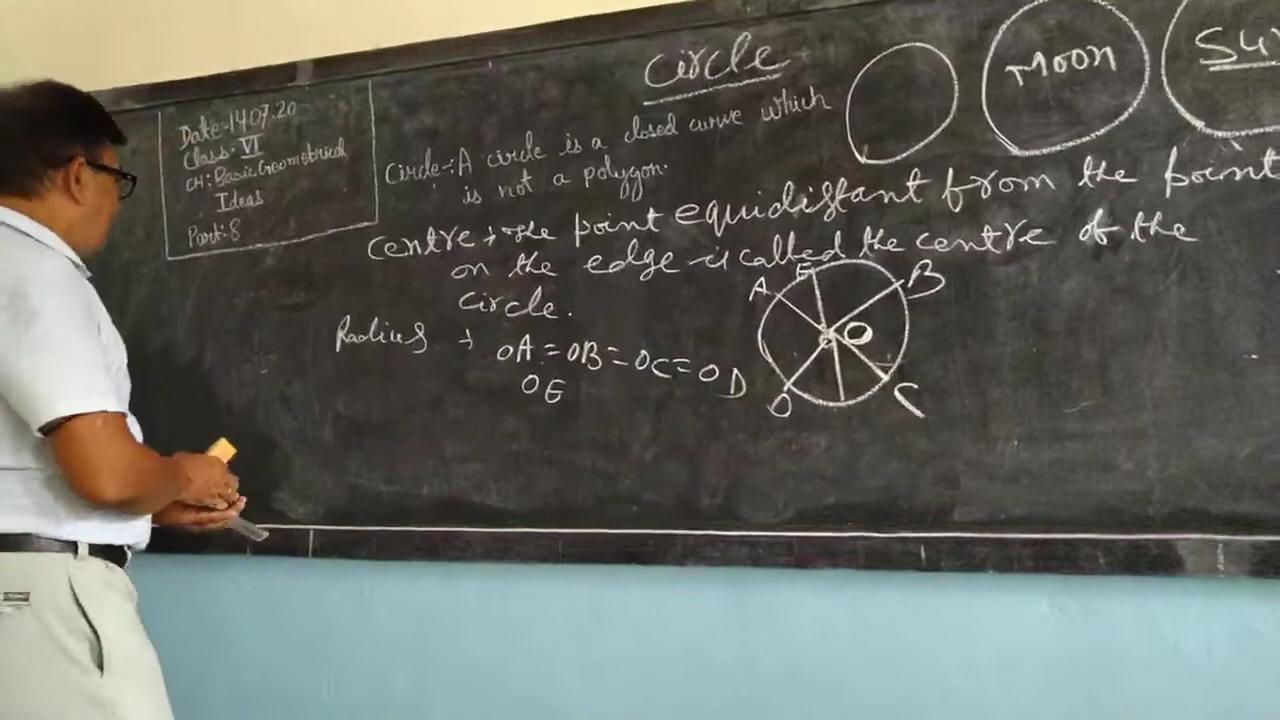 Circle
Moon
Su
Date-14.07.20
Class-VI
CH: Basic Geometrical
Ideas
Part:8
Circle:-A circle is a closed curve which
is not a polygon.
Centre→ The point equidistant from the point
on the edge is called the centre of the
circle.
Radius →
OA = OB = OC = OD
OE
A
E
B
O
D
C